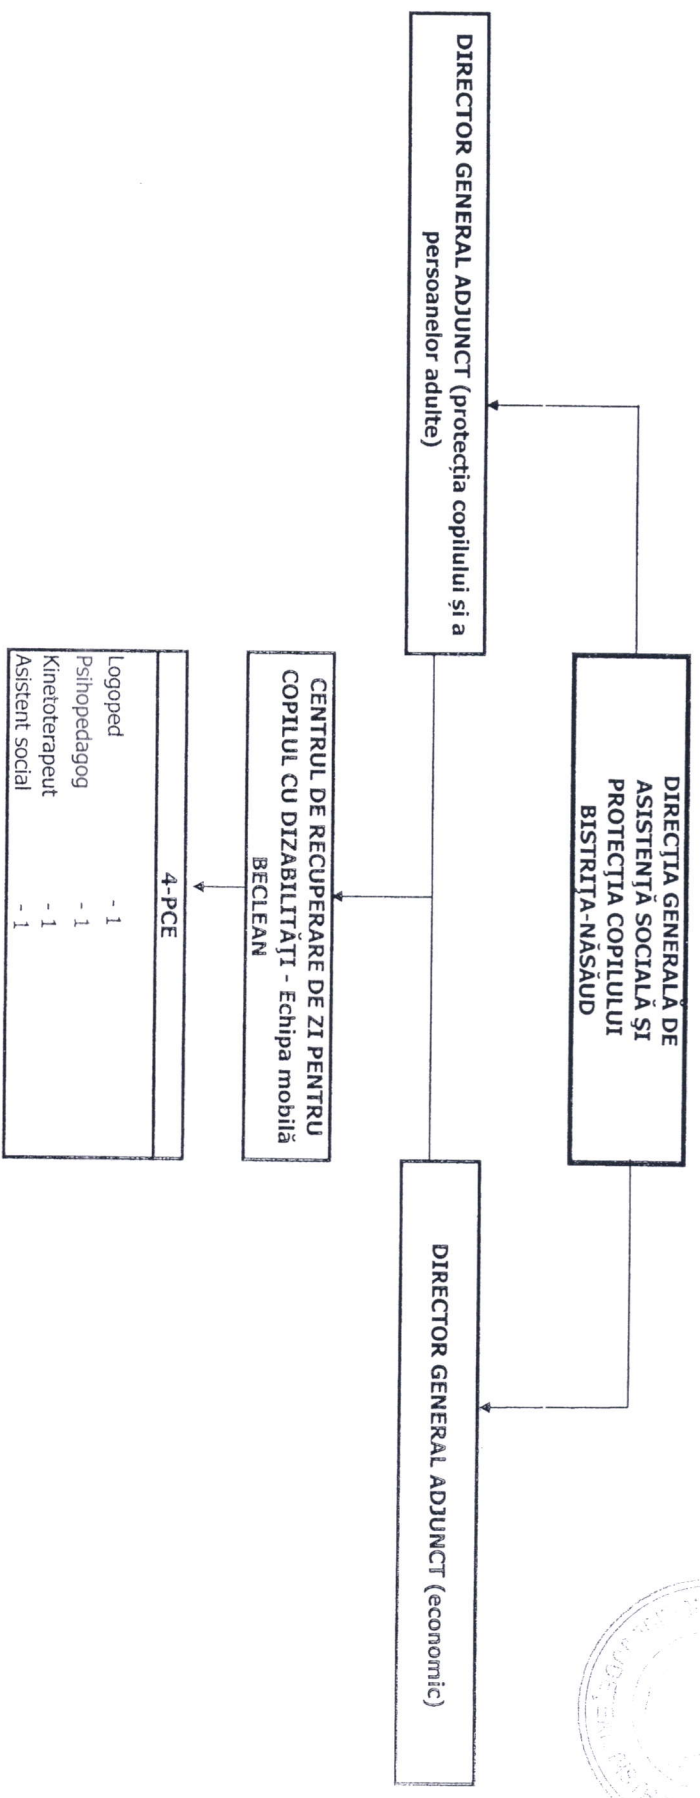 DIRECȚIA GENERALĂ DE
ASISTENȚĂ SOCIALĂ ȘI
PROTECȚIA COPILULUI
BISTRIȚA-NĂSĂUD
DIRECTOR GENERAL ADJUNCT (protecția copilului și a
persoanelor adulte)
DIRECTOR GENERAL ADJUNCT (economic)
CENTRUL DE RECUPERARE DE ZI PENTRU
COPILUL CU DIZABILITĂȚI - Echipa mobilă
BECLEAN
4-PCE
Logoped - 1
Psihopedagog - 1
Kinetoterapeut - 1
Asistent social - 1